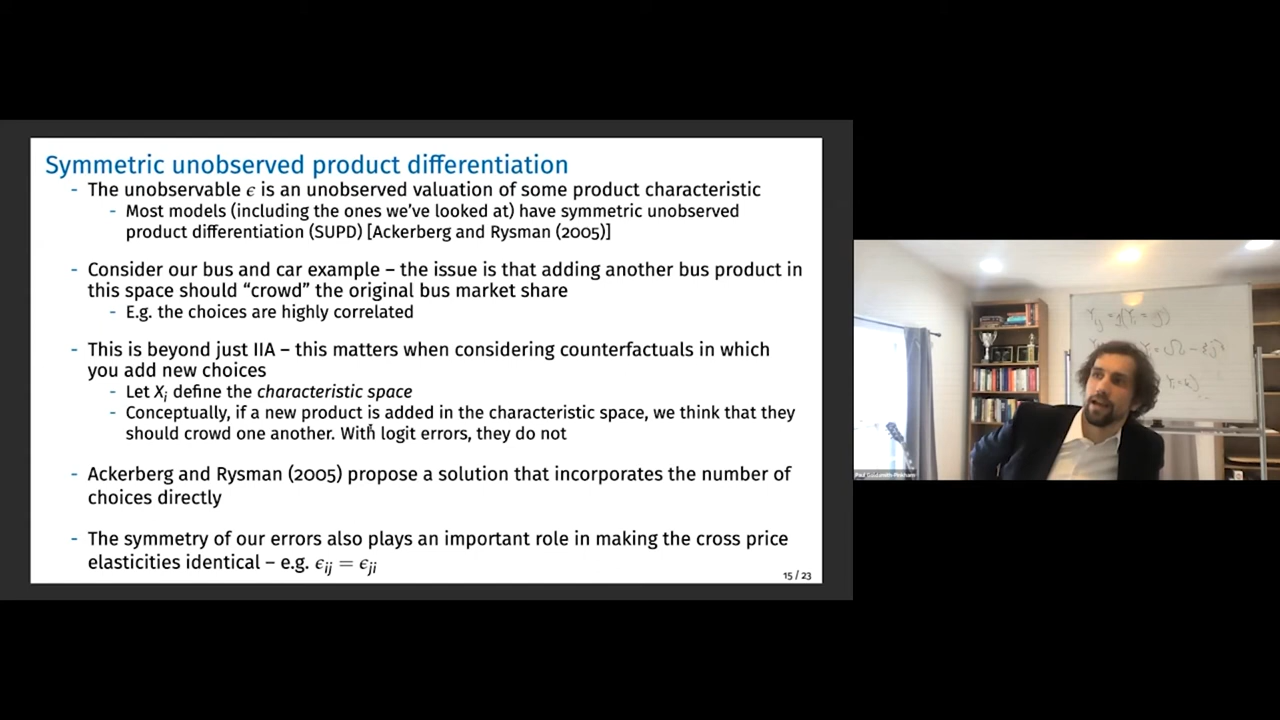 Symmetric unobserved product differentiation
- The unobservable ϵ is an unobserved valuation of some product characteristic
- Most models (including the ones we've looked at) have symmetric unobserved
product differentiation (SUPD) [Ackerberg and Rysman (2005)]
- Consider our bus and car example – the issue is that adding another bus product in
this space should “crowd” the original bus market share
- E.g. the choices are highly correlated
- This is beyond just IIA – this matters when considering counterfactuals in which
you add new choices
- Let Xᵢ define the characteristic space
- Conceptually, if a new product is added in the characteristic space, we think that they
should crowd one another. With logit errors, they do not
- Ackerberg and Rysman (2005) propose a solution that incorporates the number of
choices directly
- The symmetry of our errors also plays an important role in making the cross price
elasticities identical – e.g. ϵᵢⱼ = ϵⱼᵢ
15 / 23
Paul Goldsmith-Pinkham